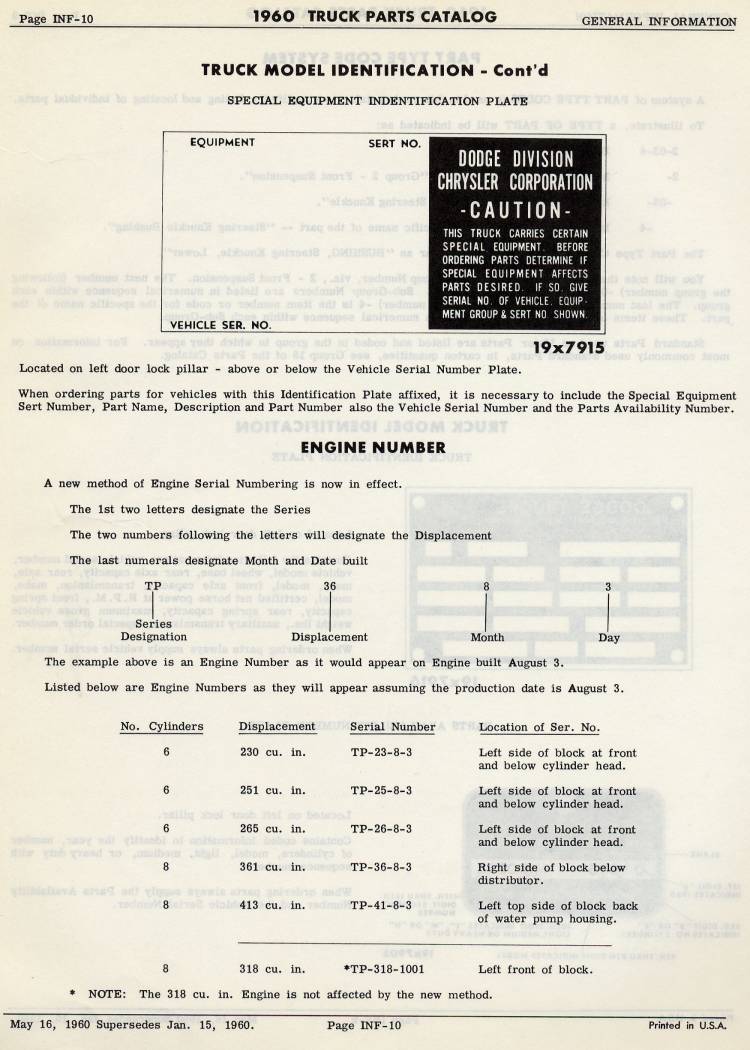 Page INF-10
1960 TRUCK PARTS CATALOG
GENERAL INFORMATION
TRUCK MODEL IDENTIFICATION - Cont'd
SPECIAL EQUIPMENT INDENTIFICATION PLATE
EQUIPMENT SERT NO.
DODGE DIVISION
CHRYSLER CORPORATION
-CAUTION-
THIS TRUCK CARRIES CERTAIN
SPECIAL EQUIPMENT. BEFORE
ORDERING PARTS DETERMINE IF
SPECIAL EQUIPMENT AFFECTS
PARTS DESIRED. IF SO, GIVE
SERIAL NO. OF VEHICLE, EQUIP-
MENT GROUP & SERT NO. SHOWN.
VEHICLE SER. NO.
19x7915
Located on left door lock pillar - above or below the Vehicle Serial Number Plate.
When ordering parts for vehicles with this Identification Plate affixed, it is necessary to include the Special Equipment
Sert Number, Part Name, Description and Part Number also the Vehicle Serial Number and the Parts Availability Number.
ENGINE NUMBER
A new method of Engine Serial Numbering is now in effect.
The 1st two letters designate the Series
The two numbers following the letters will designate the Displacement
The last numerals designate Month and Date built
TP 36 8 3
Series
Designation Displacement Month Day
The example above is an Engine Number as it would appear on Engine built August 3.
Listed below are Engine Numbers as they will appear assuming the production date is August 3.
No. Cylinders Displacement Serial Number Location of Ser. No.
6 230 cu. in. TP-23-8-3 Left side of block at front
and below cylinder head.
6 251 cu. in. TP-25-8-3 Left side of block at front
and below cylinder head.
6 265 cu. in. TP-26-8-3 Left side of block at front
and below cylinder head.
8 361 cu. in. TP-36-8-3 Right side of block below
distributor.
8 413 cu. in. TP-41-8-3 Left top side of block back
of water pump housing.
8 318 cu. in. *TP-318-1001 Left front of block.
* NOTE: The 318 cu. in. Engine is not affected by the new method.
May 16, 1960 Supersedes Jan. 15, 1960. Page INF-10 Printed in U.S.A.